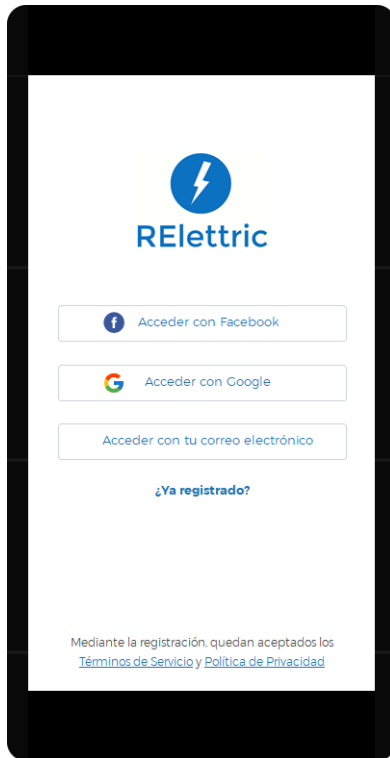 RElettric
Acceder con Facebook
Acceder con Google
Acceder con tu correo electrónico
¿Ya registrado?
Mediante la registración, quedan aceptados los
Términos de Servicio y Política de Privacidad